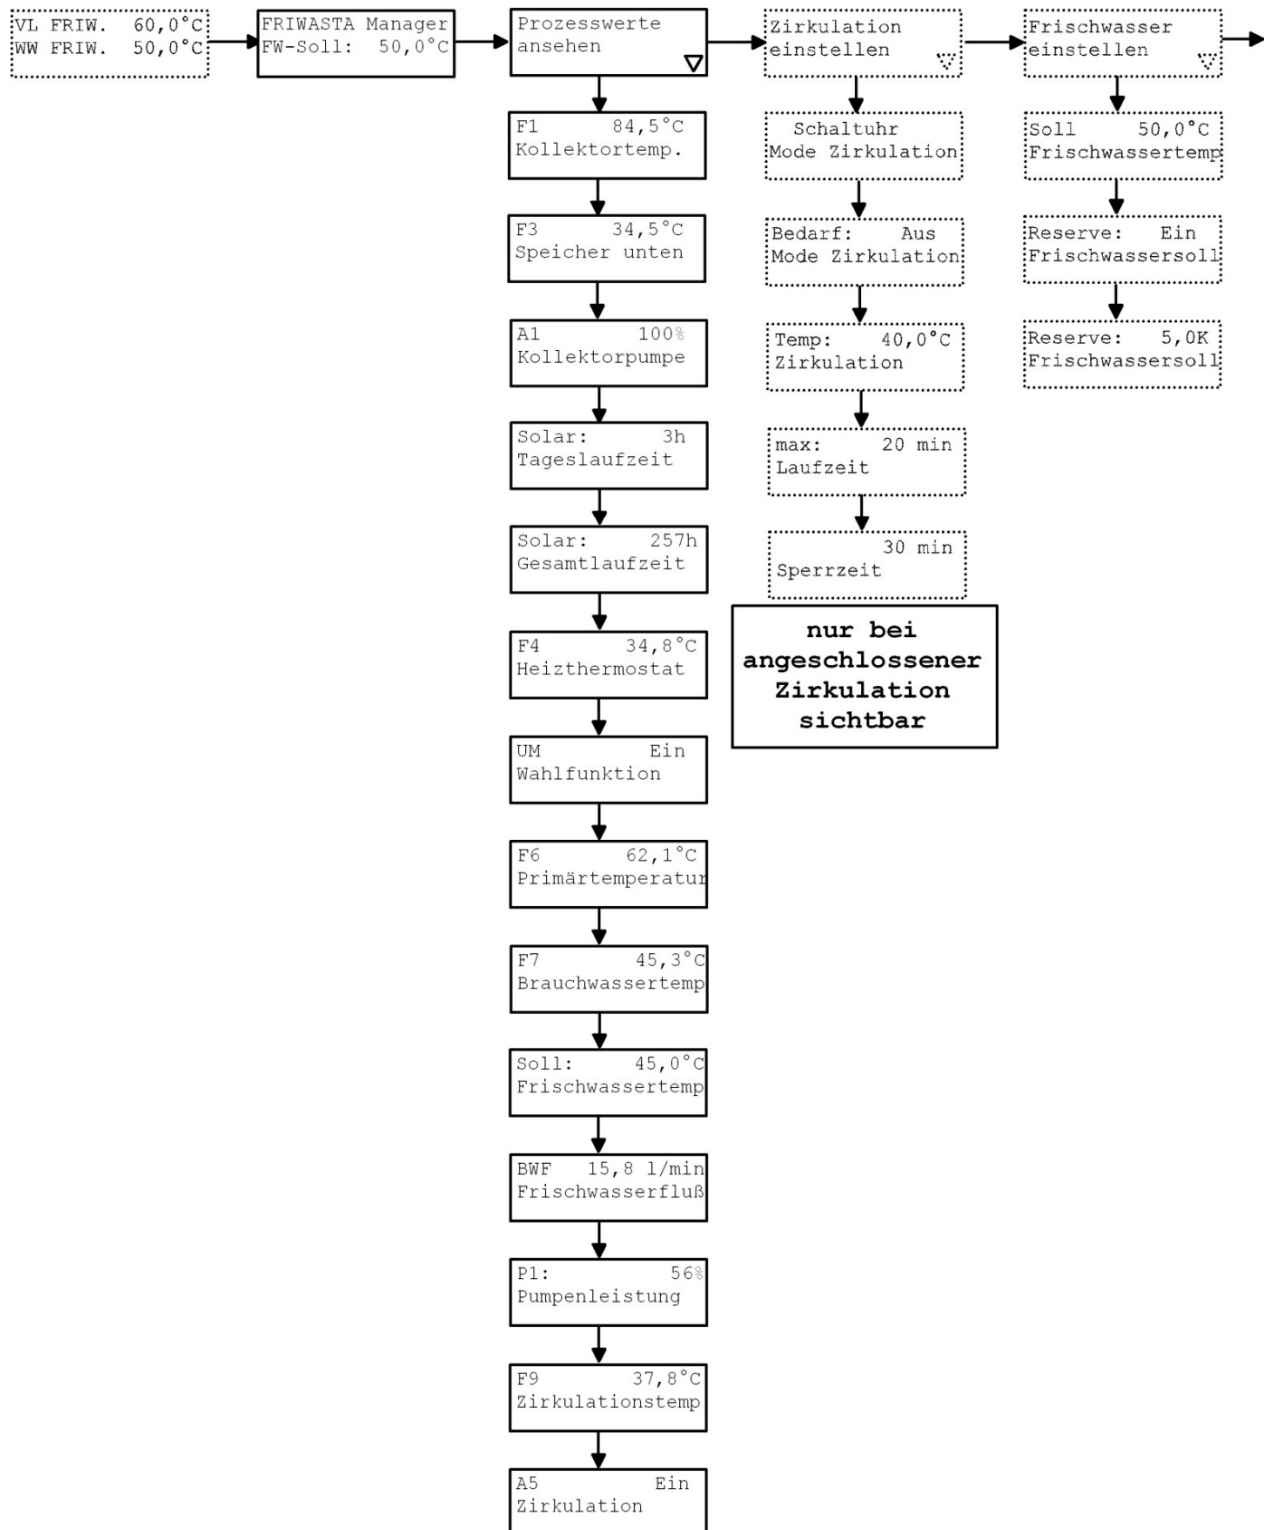 VL FRIW. 60,0°C
WW FRIW. 50,0°C
FRIWASTA Manager
FW-Soll: 50,0°C
Prozesswerte
ansehen
F1 84,5°C
Kollektortemp.
F3 34,5°C
Speicher unten
A1 100%
Kollektorpumpe
Solar: 3h
Tageslaufzeit
Solar: 257h
Gesamtlaufzeit
F4 34,8°C
Heizthermostat
UM Ein
Wahlfunktion
F6 62,1°C
Primärtemperatur
F7 45,3°C
Brauchwassertemp
Soll: 45,0°C
Frischwassertemp
BWF 15,8 l/min
Frischwasserfluß
P1: 56%
Pumpenleistung
F9 37,8°C
Zirkulationstemp
A5 Ein
Zirkulation
Zirkulation
einstellen
Schaltuhr
Mode Zirkulation
Bedarf: Aus
Mode Zirkulation
Temp: 40,0°C
Zirkulation
max: 20 min
Laufzeit
30 min
Sperrzeit
nur bei
angeschlossener
Zirkulation
sichtbar
Frischwasser
einstellen
Soll 50,0°C
Frischwassertemp
Reserve: Ein
Frischwassersoll
Reserve: 5,0K
Frischwassersoll